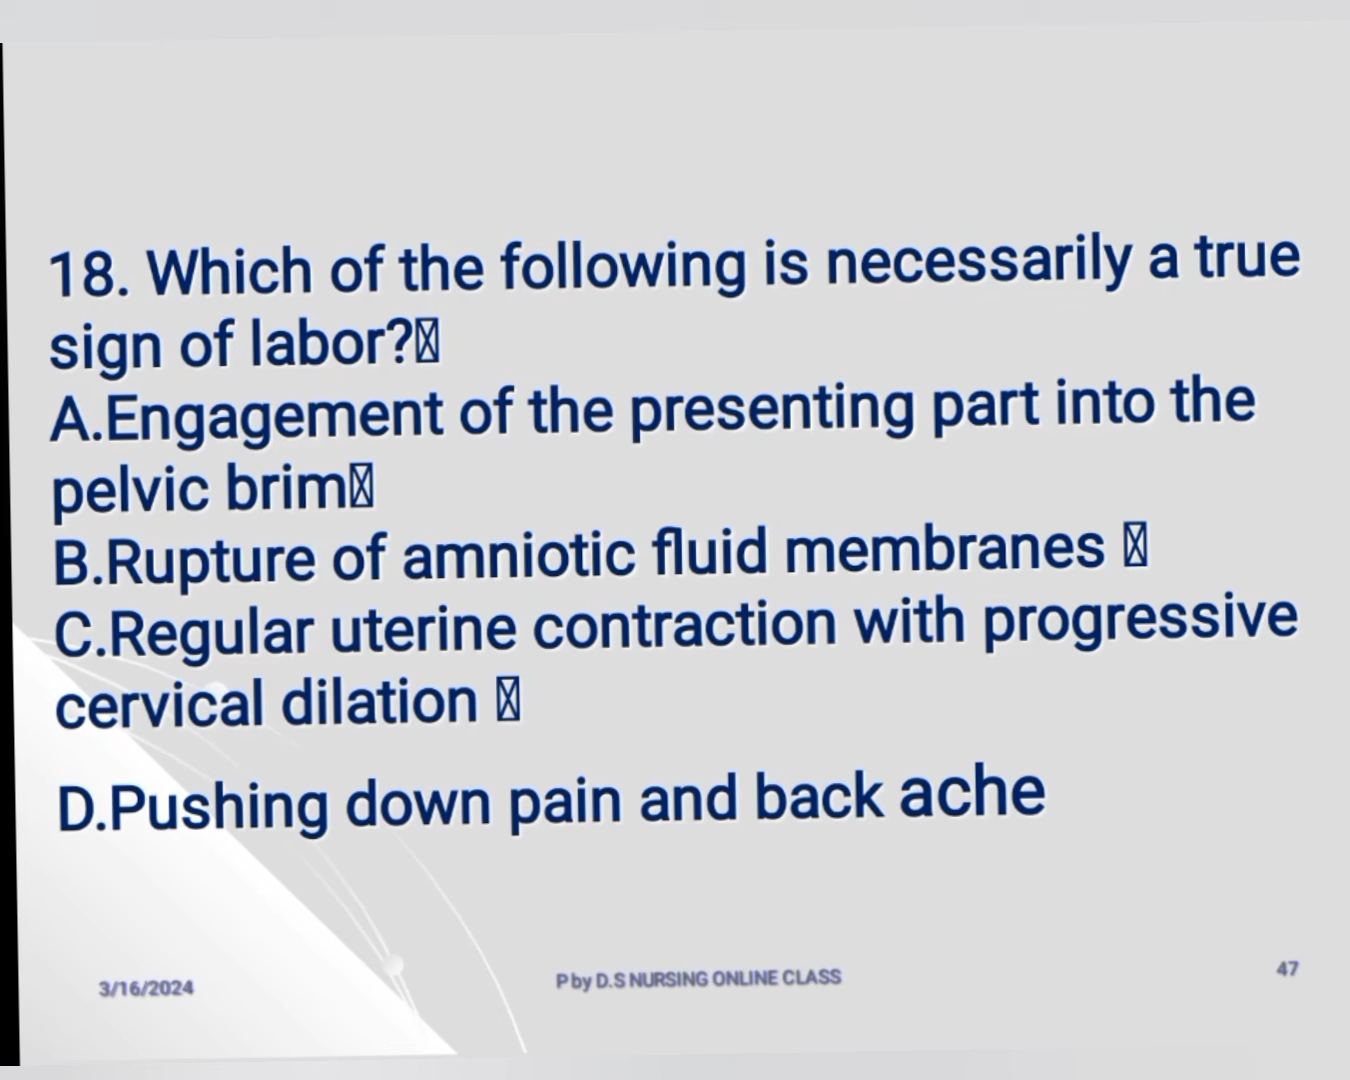 18. Which of the following is necessarily a true
sign of labor?
A.Engagement of the presenting part into the
pelvic brim
B.Rupture of amniotic fluid membranes
C.Regular uterine contraction with progressive
cervical dilation
D.Pushing down pain and back ache
3/16/2024
P by D.S NURSING ONLINE CLASS
47